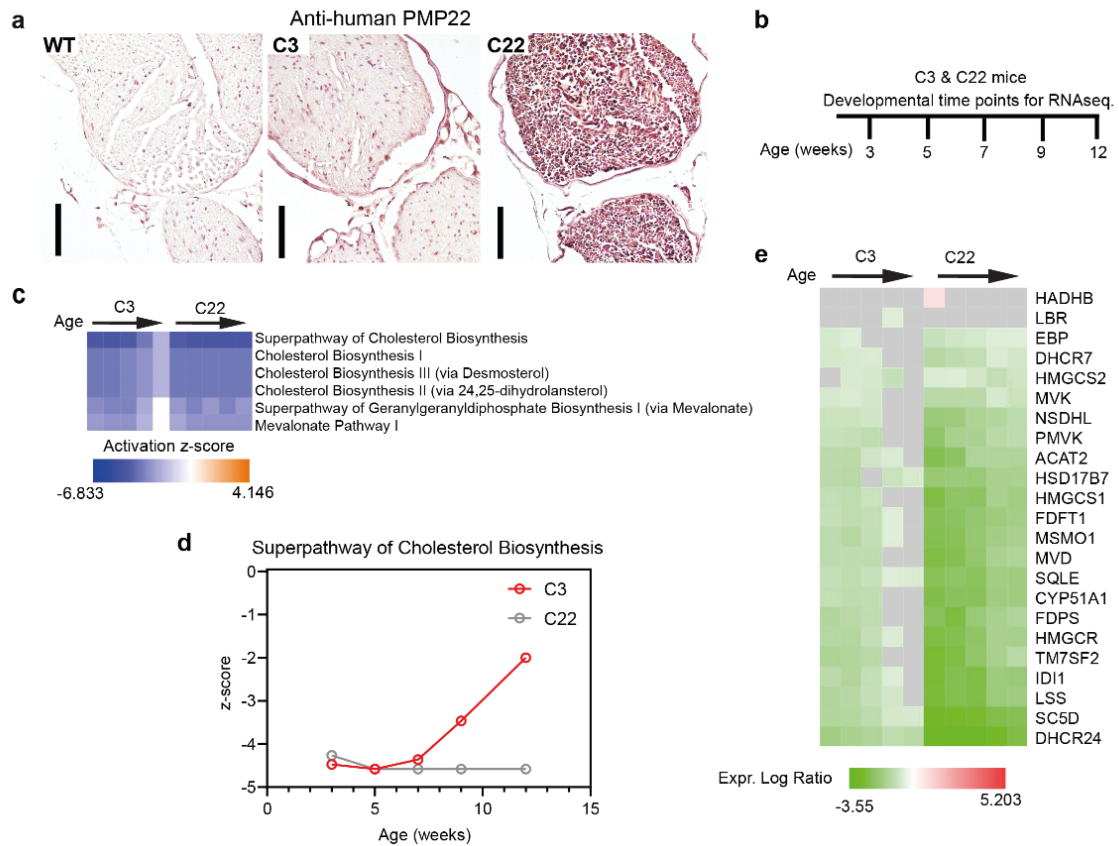 a
Anti-human PMP22
WT
C3
C22
b
C3 & C22 mice
Developmental time points for RNAseq.
Age (weeks)
3 5 7 9 12
c
Age
C3 C22
Superpathway of Cholesterol Biosynthesis
Cholesterol Biosynthesis I
Cholesterol Biosynthesis III (via Desmosterol)
Cholesterol Biosynthesis II (via 24,25-dihydrolansterol)
Superpathway of Geranylgeranyldiphosphate Biosynthesis I (via Mevalonate)
Mevalonate Pathway I
Activation z-score
-6.833 4.146
d
Superpathway of Cholesterol Biosynthesis
0
-1
-2
-3
-4
-5
z-score
C3
C22
0 5 10 15
Age (weeks)
e
Age
C3 C22
HADHB
LBR
EBP
DHCR7
HMGCS2
MVK
NSDHL
PMVK
ACAT2
HSD17B7
HMGCS1
FDFT1
MSMO1
MVD
SQLE
CYP51A1
FDPS
HMGCR
TM7SF2
IDI1
LSS
SC5D
DHCR24
Expr. Log Ratio
-3.55 5.203